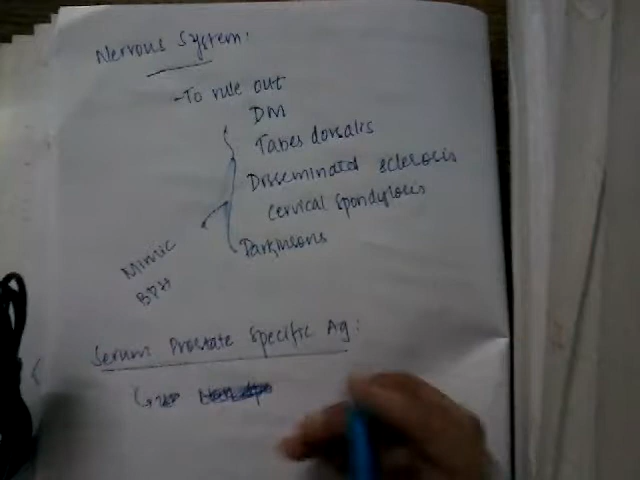 Nervous System:
-To rule out
DM
Tabes dorsalis
Disseminated sclerosis
Cervical Spondylosis
Parkinsons
Mimic
BPH
Serum Prostate Specific Ag: